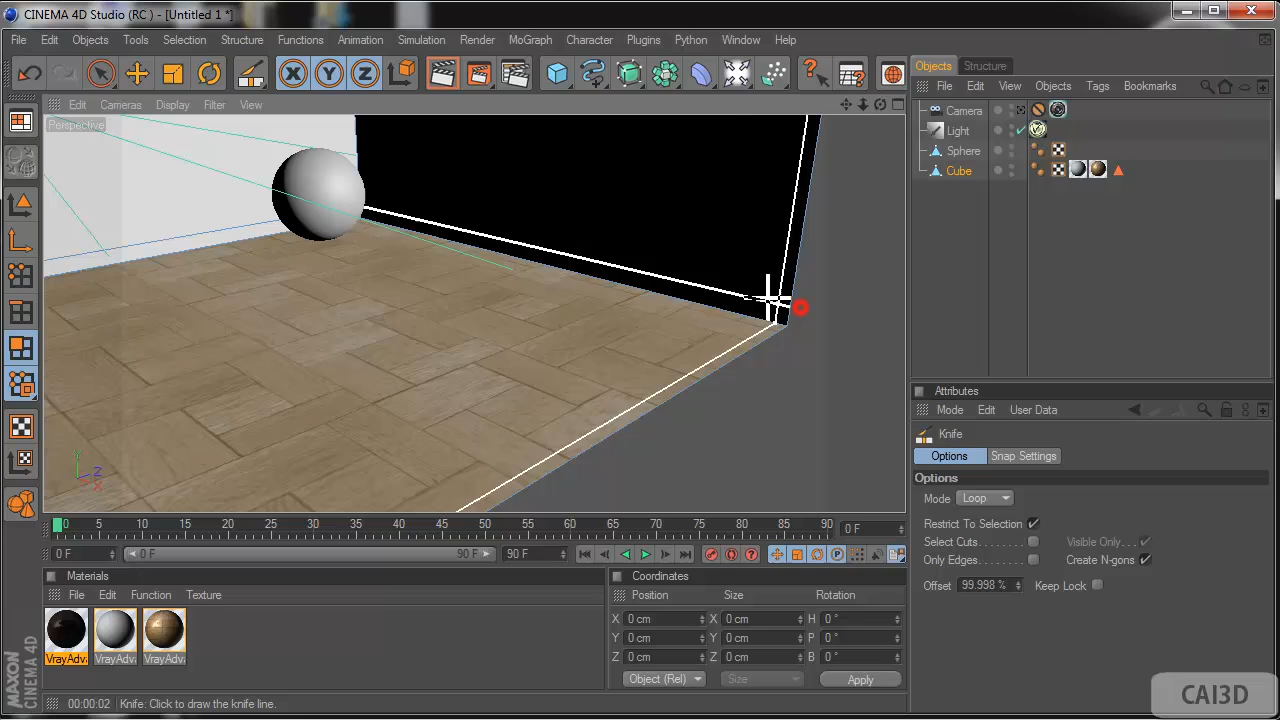 CINEMA 4D Studio (RC ) - [Untitled 1 *]
File Edit Objects Tools Selection Structure Functions Animation Simulation Render MoGraph Character Plugins Python Window Help
X Y Z
Objects Structure
File Edit View Objects Tags Bookmarks
Edit Cameras Display Filter View
Perspective
Camera
Light
Sphere
Cube
Y
Z
X
Attributes
Mode Edit User Data
Knife
Options Snap Settings
Options
Mode Loop
Restrict To Selection
Select Cuts Visible Only
Only Edges Create N-gons
Offset 99.998 % Keep Lock
0 5 10 15 20 25 30 35 40 45 50 55 60 65 70 75 80 85 90 0 F
0 F 0 F 90 F 90 F
Materials
File Edit Function Texture
VrayAdv VrayAdv VrayAdv
Coordinates
Position Size Rotation
X 0 cm X 0 cm H 0 °
Y 0 cm Y 0 cm P 0 °
Z 0 cm Z 0 cm B 0 °
Object (Rel) Size Apply
MAXON
CINEMA 4D
00:00:02 Knife: Click to draw the knife line.
CAI3D